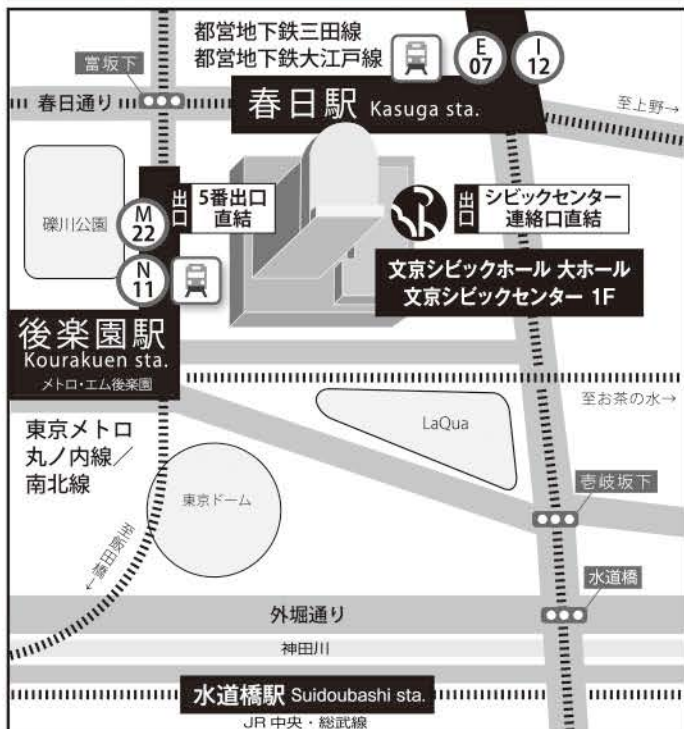 都営地下鉄三田線
都営地下鉄大江戸線
E
07
I
12
富坂下
春日通り
春日駅 Kasuga sta.
至上野→
礫川公園
M
22
出口
5番出口
直結
出口
シビックセンター
連絡口直結
N
11
文京シビックホール 大ホール
文京シビックセンター 1F
後楽園駅
Kourakuen sta.
メトロ・エム後楽園
至お茶の水→
東京メトロ
丸ノ内線/
南北線
LaQua
東京ドーム
壱岐坂下
至飯田橋→
水道橋
外堀通り
神田川
水道橋駅 Suidoubashi sta.
JR 中央・総武線